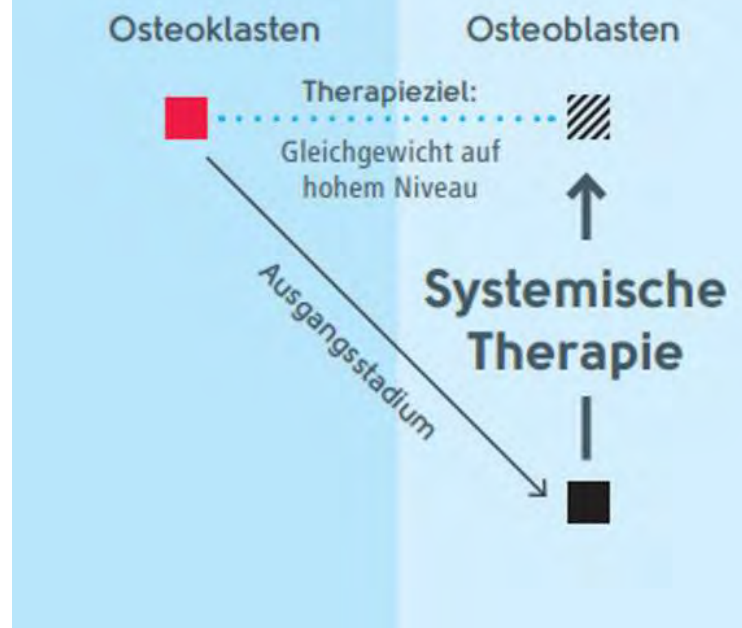 Osteoklasten
Osteoblasten
Therapieziel:
Gleichgewicht auf
hohem Niveau
Ausgangsstadium
Systemische
Therapie